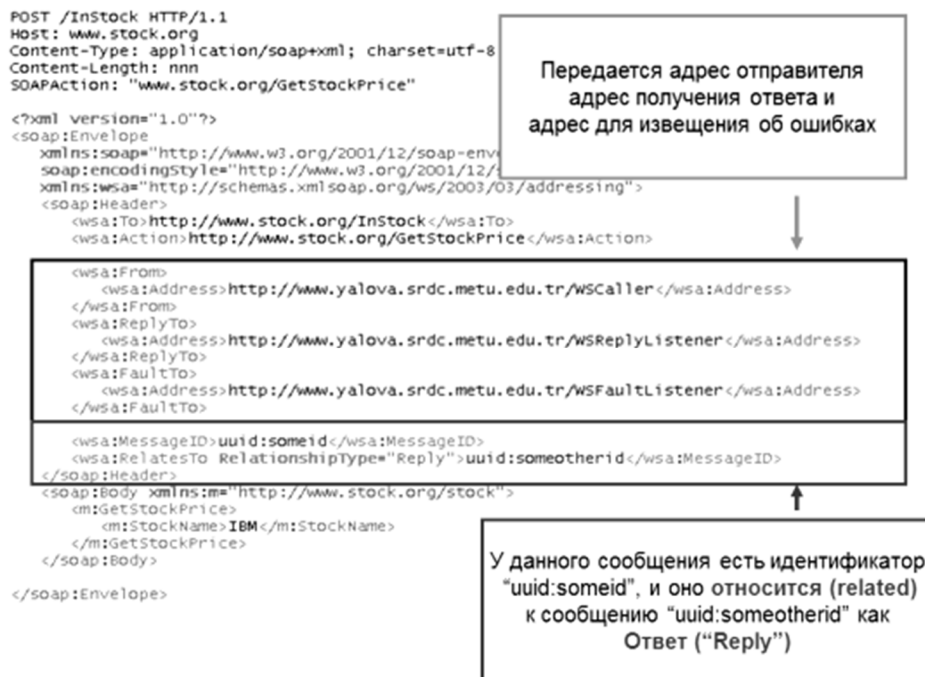 POST /InStock HTTP/1.1
Host: www.stock.org
Content-Type: application/soap+xml; charset=utf-8
Content-Length: nnn
SOAPAction: "www.stock.org/GetStockPrice"
<?xml version="1.0"?>
<soap:Envelope
xmlns:soap="http://www.w3.org/2001/12/soap-enve
soap:encodingStyle="http://www.w3.org/2001/12/s
xmlns:wsa="http://schemas.xmlsoap.org/ws/2003/03/addressing">
<soap:Header>
<wsa:To>http://www.stock.org/InStock</wsa:To>
<wsa:Action>http://www.stock.org/GetStockPrice</wsa:Action>
Передается адрес отправителя
адрес получения ответа и
адрес для извещения об ошибках
<wsa:From>
<wsa:Address>http://www.yalova.srdc.metu.edu.tr/WSCaller</wsa:Address>
</wsa:From>
<wsa:ReplyTo>
<wsa:Address>http://www.yalova.srdc.metu.edu.tr/WSReplyListener</wsa:Address>
</wsa:ReplyTo>
<wsa:FaultTo>
<wsa:Address>http://www.yalova.srdc.metu.edu.tr/WSFaultListener</wsa:Address>
</wsa:FaultTo>
<wsa:MessageID>uuid:someid</wsa:MessageID>
<wsa:RelatesTo RelationshipType="Reply">uuid:someotherid</wsa:MessageID>
</soap:Header>
<soap:Body xmlns:m="http://www.stock.org/stock">
<m:GetStockPrice>
<m:StockName>IBM</m:StockName>
</m:GetStockPrice>
</soap:Body>
</soap:Envelope>
У данного сообщения есть идентификатор
“uuid:someid”, и оно относится (related)
к сообщению “uuid:someotherid” как
Ответ (“Reply”)